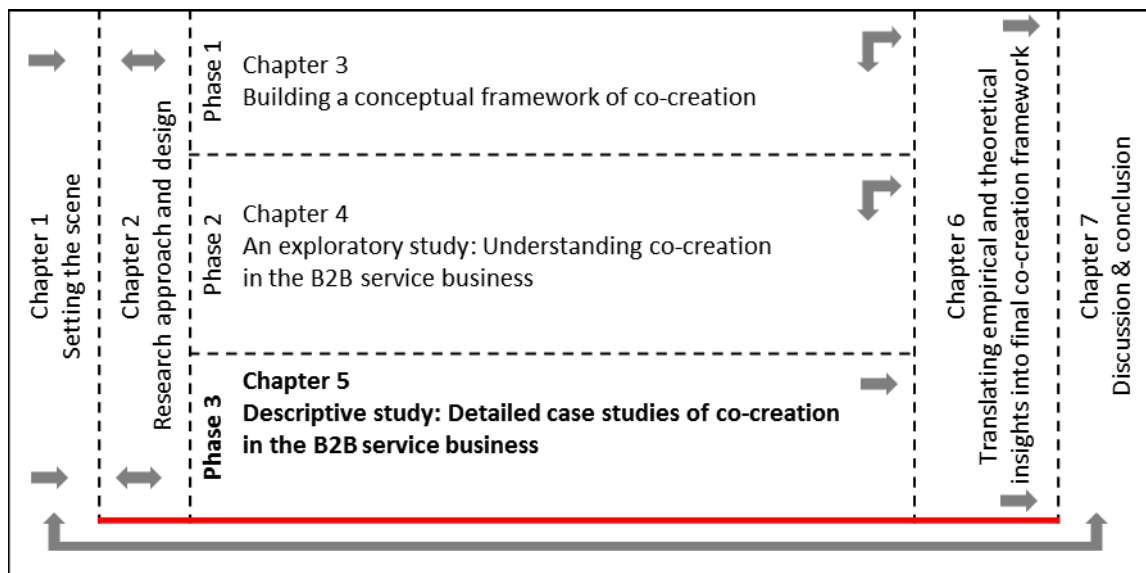 Chapter 1
Setting the scene
Chapter 2
Research approach and design
Phase 1
Chapter 3
Building a conceptual framework of co-creation
Phase 2
Chapter 4
An exploratory study: Understanding co-creation
in the B2B service business
Phase 3
Chapter 5
Descriptive study: Detailed case studies of co-creation
in the B2B service business
Chapter 6
Translating empirical and theoretical
insights into final co-creation framework
Chapter 7
Discussion & conclusion